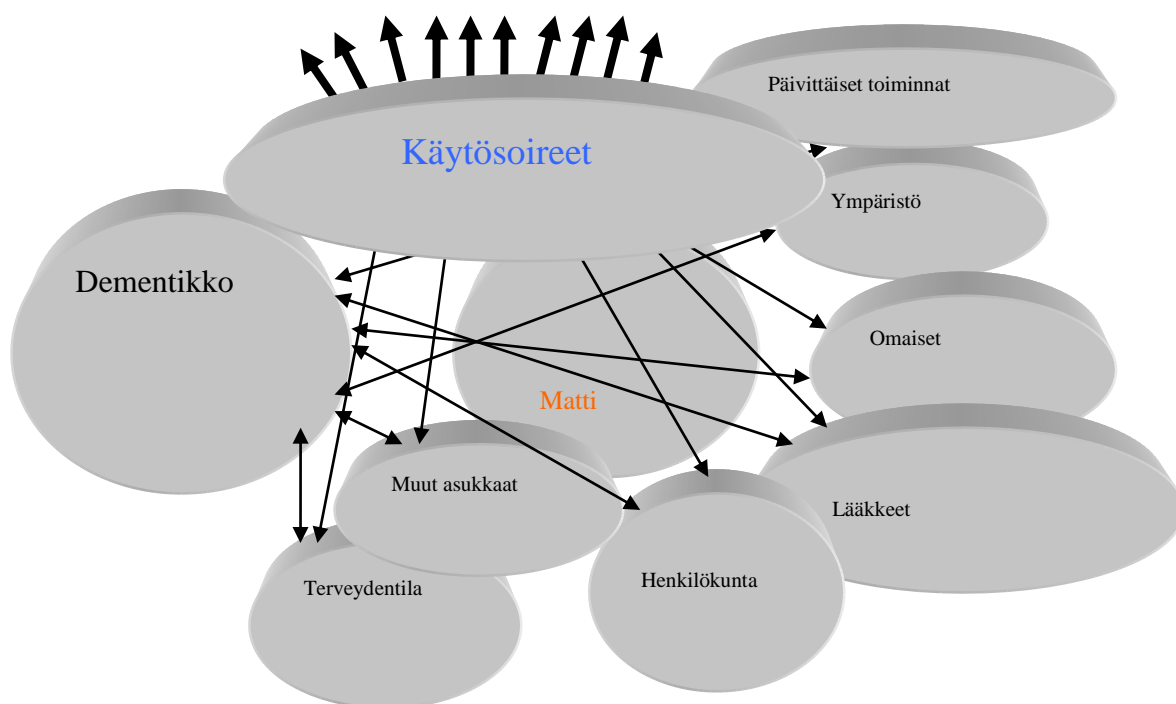 Päivittäiset toiminnat
Käytösoireet
Ympäristö
Dementikko
Omaiset
Matti
Muut asukkaat
Lääkkeet
Henkilökunta
Terveydentila